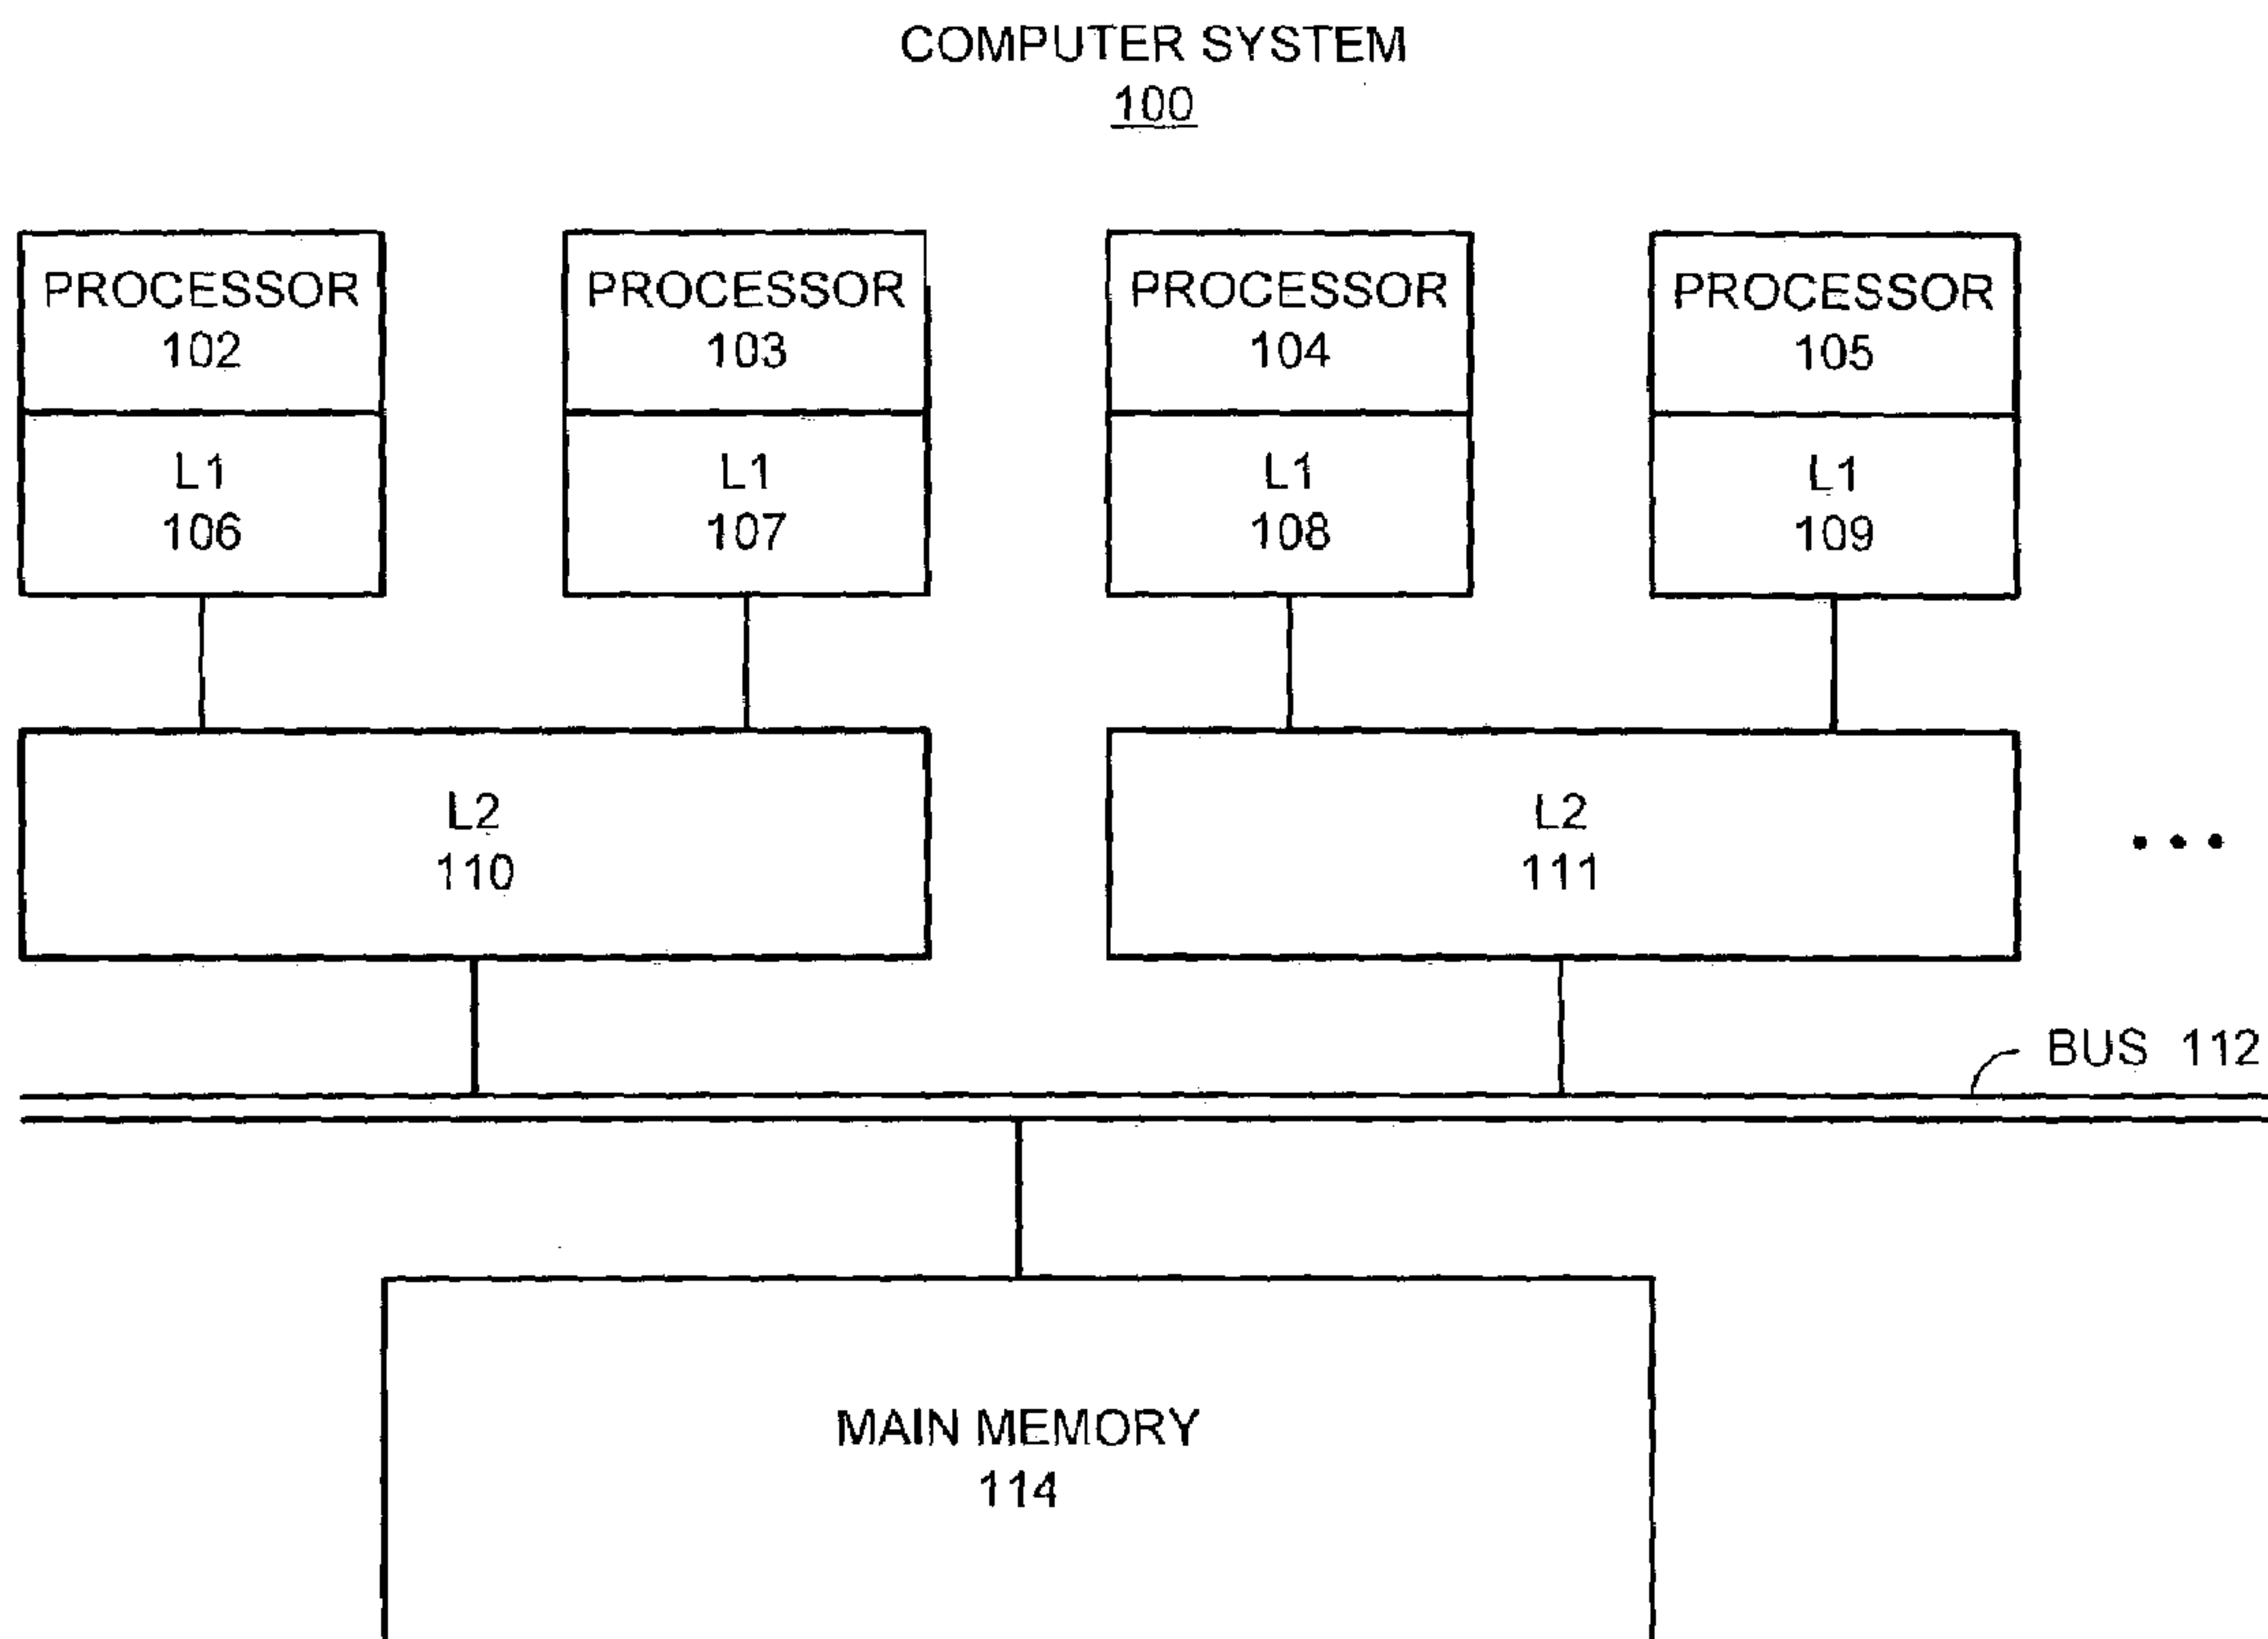 COMPUTER SYSTEM
100
PROCESSOR
102
PROCESSOR
103
PROCESSOR
104
PROCESSOR
105
L1
106
L1
107
L1
108
L1
109
L2
110
L2
111
BUS 112
MAIN MEMORY
114